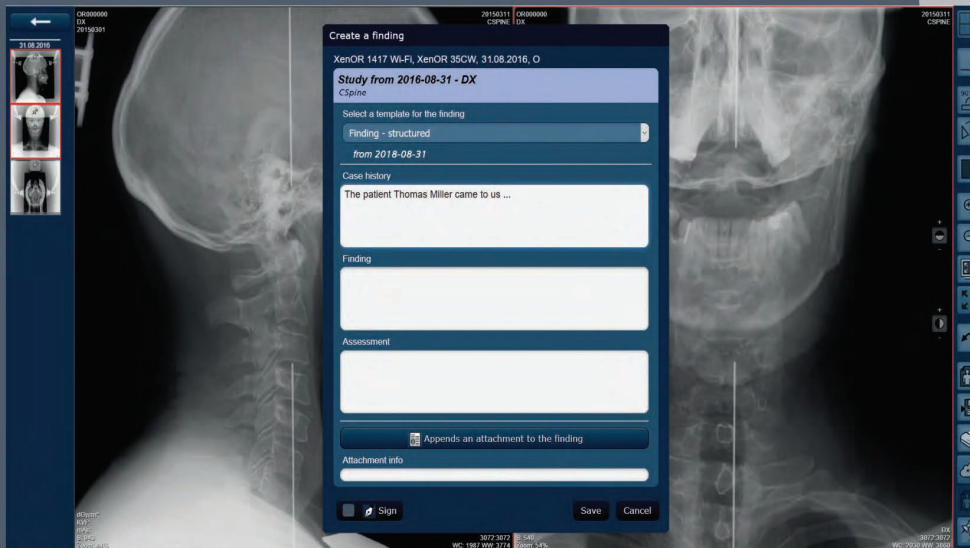 OR000000
DX
20150301
20150311
CSPINE
OR000000
DX
20150311
CSPINE
31.08.2016
Create a finding
XenOR 1417 Wi-Fi, XenOR 35CW, 31.08.2016, O
Study from 2016-08-31 - DX
CSpine
Select a template for the finding
Finding - structured
from 2018-08-31
Case history
The patient Thomas Miller came to us ...
Finding
Assessment
Appends an attachment to the finding
Attachment info
Sign
Save
Cancel
3072:3072
WC: 1987 WW: 3774
S: 540
Zoom: 54%
DX
3072:3072
WC: 2030 WW: 3860